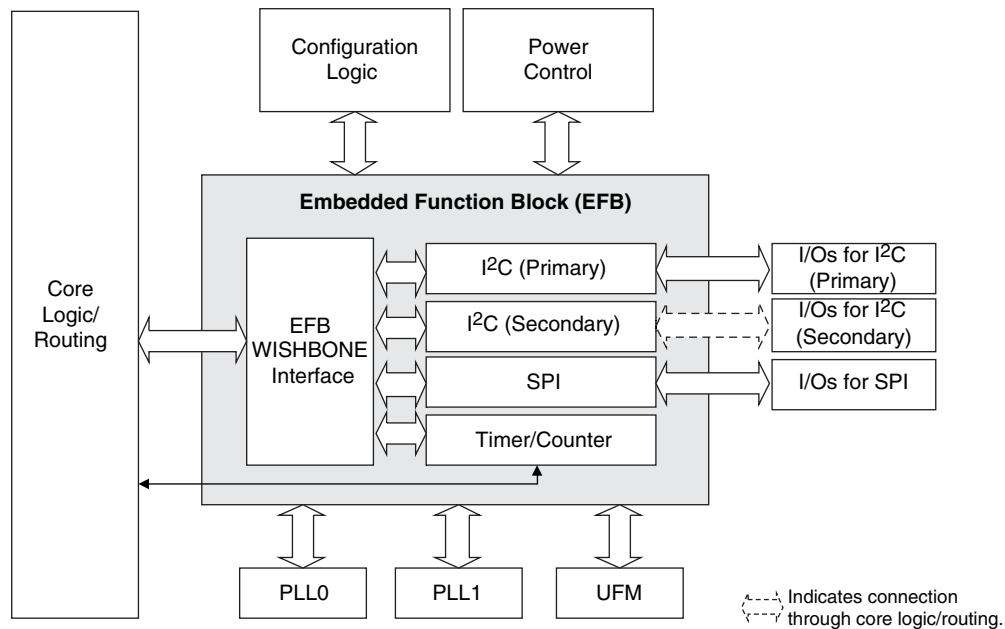 Configuration
Logic
Power
Control
Embedded Function Block (EFB)
Core
Logic/
Routing
EFB
WISHBONE
Interface
I²C (Primary)
I²C (Secondary)
SPI
Timer/Counter
I/Os for I²C
(Primary)
I/Os for I²C
(Secondary)
I/Os for SPI
PLL0
PLL1
UFM
Indicates connection
through core logic/routing.